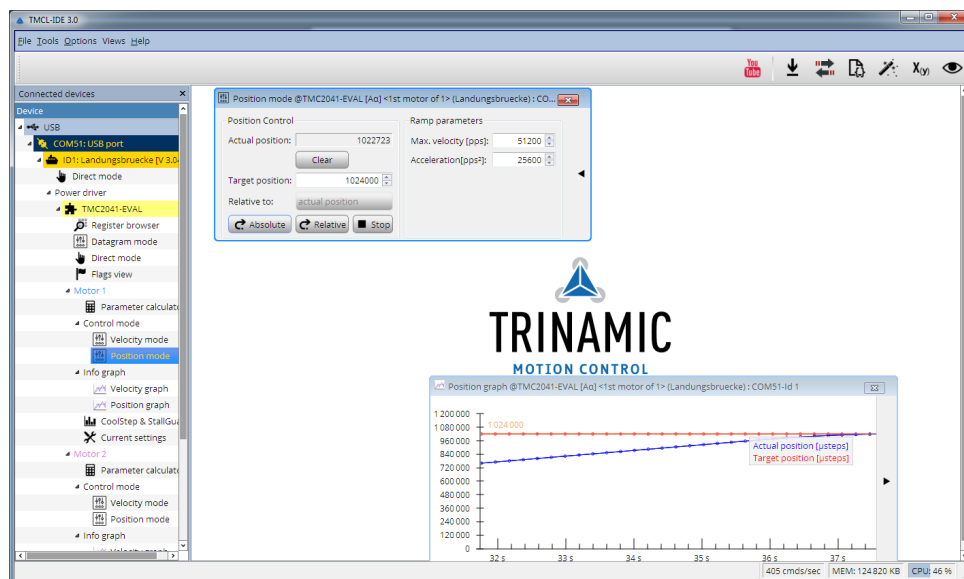 TMCL-IDE 3.0
File Tools Options Views Help
You Tube
X(y)
Connected devices
Device
USB
COM51: USB port
ID1: Landungsbruecke [V 3.0
Direct mode
Power driver
TMC2041-EVAL
Register browser
Datagram mode
Direct mode
Flags view
Motor 1
Parameter calculat
Control mode
Velocity mode
Position mode
Info graph
Velocity graph
Position graph
CoolStep & StallGua
Current settings
Motor 2
Parameter calculat
Control mode
Velocity mode
Position mode
Info graph
Velocity graph
Position mode @TMC2041-EVAL [Aα] <1st motor of 1> (Landungsbruecke) : CO...
Position Control
Actual position: 1022723
Clear
Target position: 1024000
Relative to: actual position
Absolute Relative Stop
Ramp parameters
Max. velocity [pps]: 51200
Acceleration[pps²]: 25600
TRINAMIC
MOTION CONTROL
Position graph @TMC2041-EVAL [Aα] <1st motor of 1> (Landungsbruecke) : COM51-Id 1
1 200 000
1 080 000
960 000
840 000
720 000
600 000
480 000
360 000
240 000
120 000
0
1 024 000
Actual position [µsteps]
Target position [µsteps]
32 s 33 s 34 s 35 s 36 s 37 s
405 cmds/sec MEM: 124 820 KB CPU: 46 %